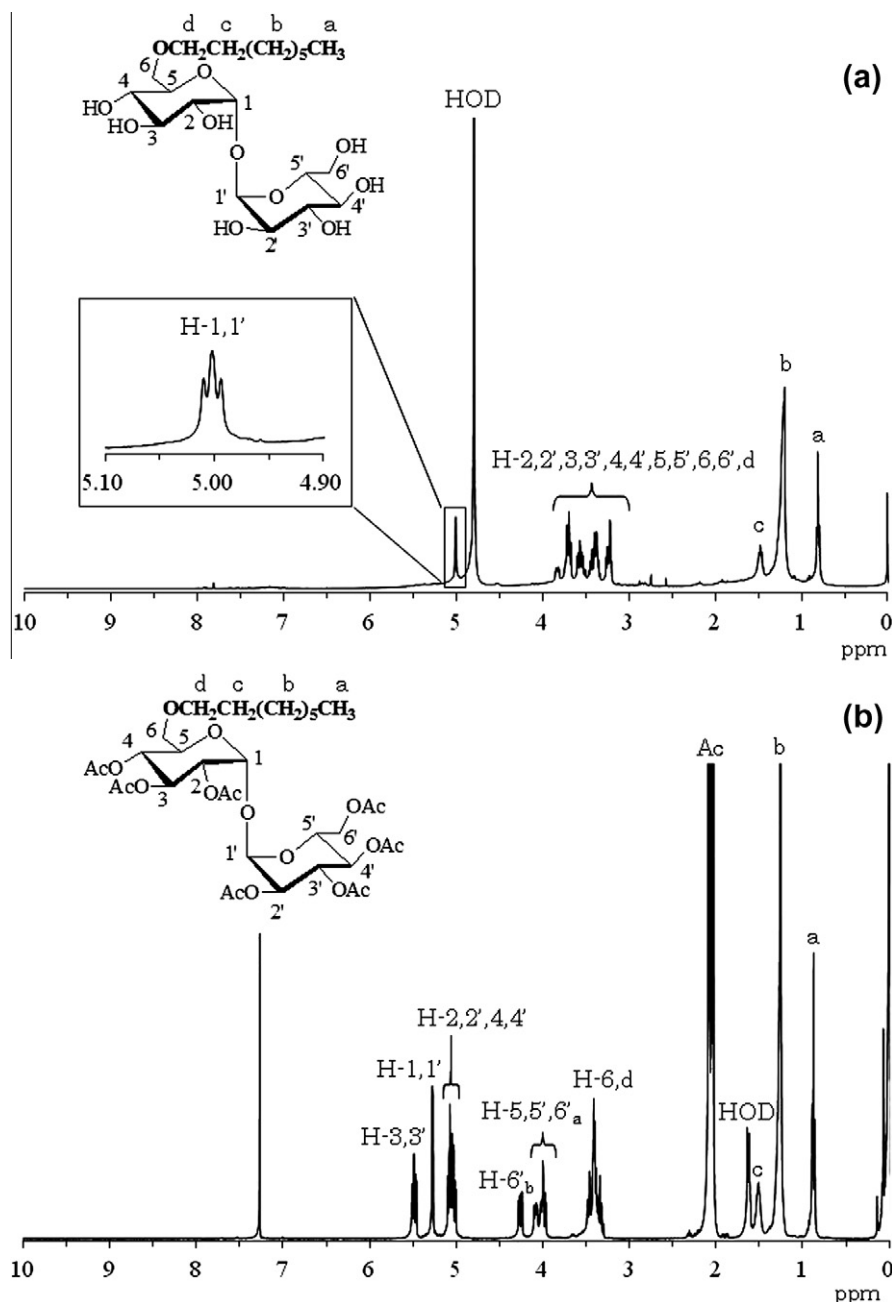 (a)
d c b a
OCH₂CH₂(CH₂)₅CH₃
6
4 5 O
HO 1
HO 3 2 OH
O
OH
5' 6'
1' O OH
4'
HO OH
2' 3' OH
HOD
H-1,1'
5.10 5.00 4.90
H-2,2',3,3',4,4',5,5',6,6',d
c
b
a
10 9 8 7 6 5 4 3 2 1 0
ppm
(b)
d c b a
OCH₂CH₂(CH₂)₅CH₃
6
4 5 O
AcO 1
AcO 3 2 OAc
O
OAc
5' 6'
1' O OAc
4'
AcO 3' OAc
2' OAc
Ac
b
a
H-2,2',4,4'
H-1,1'
H-3,3'
H-5,5',6'a
H-6'b
H-6,d
HOD
c
10 9 8 7 6 5 4 3 2 1 0
ppm